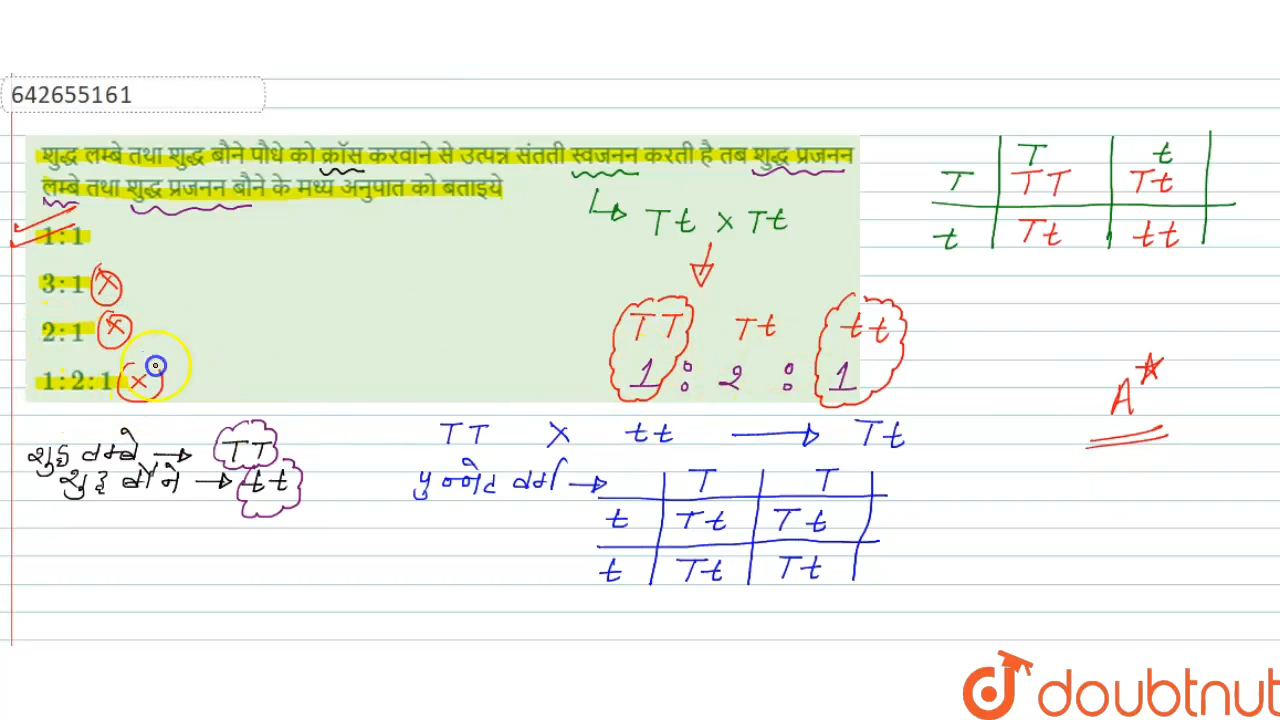 642655161
शुद्ध लम्बे तथा शुद्ध बौने पौधे को क्रॉस करवाने से उत्पन्न संतती स्वजनन करती है तब शुद्ध प्रजनन
लम्बे तथा शुद्ध प्रजनन बौने के मध्य अनुपात को बताइये
1:1
3:1
2:1
1:2:1
Tt x Tt
TT Tt tt
1 : 2 : 1
T t
T TT Tt
t Tt tt
A
शुद्ध लम्बे → TT
शुद्ध बौने → tt
TT x tt → Tt
पुन्नेट वर्ग →
T T
t Tt Tt
t Tt Tt
doubtnut